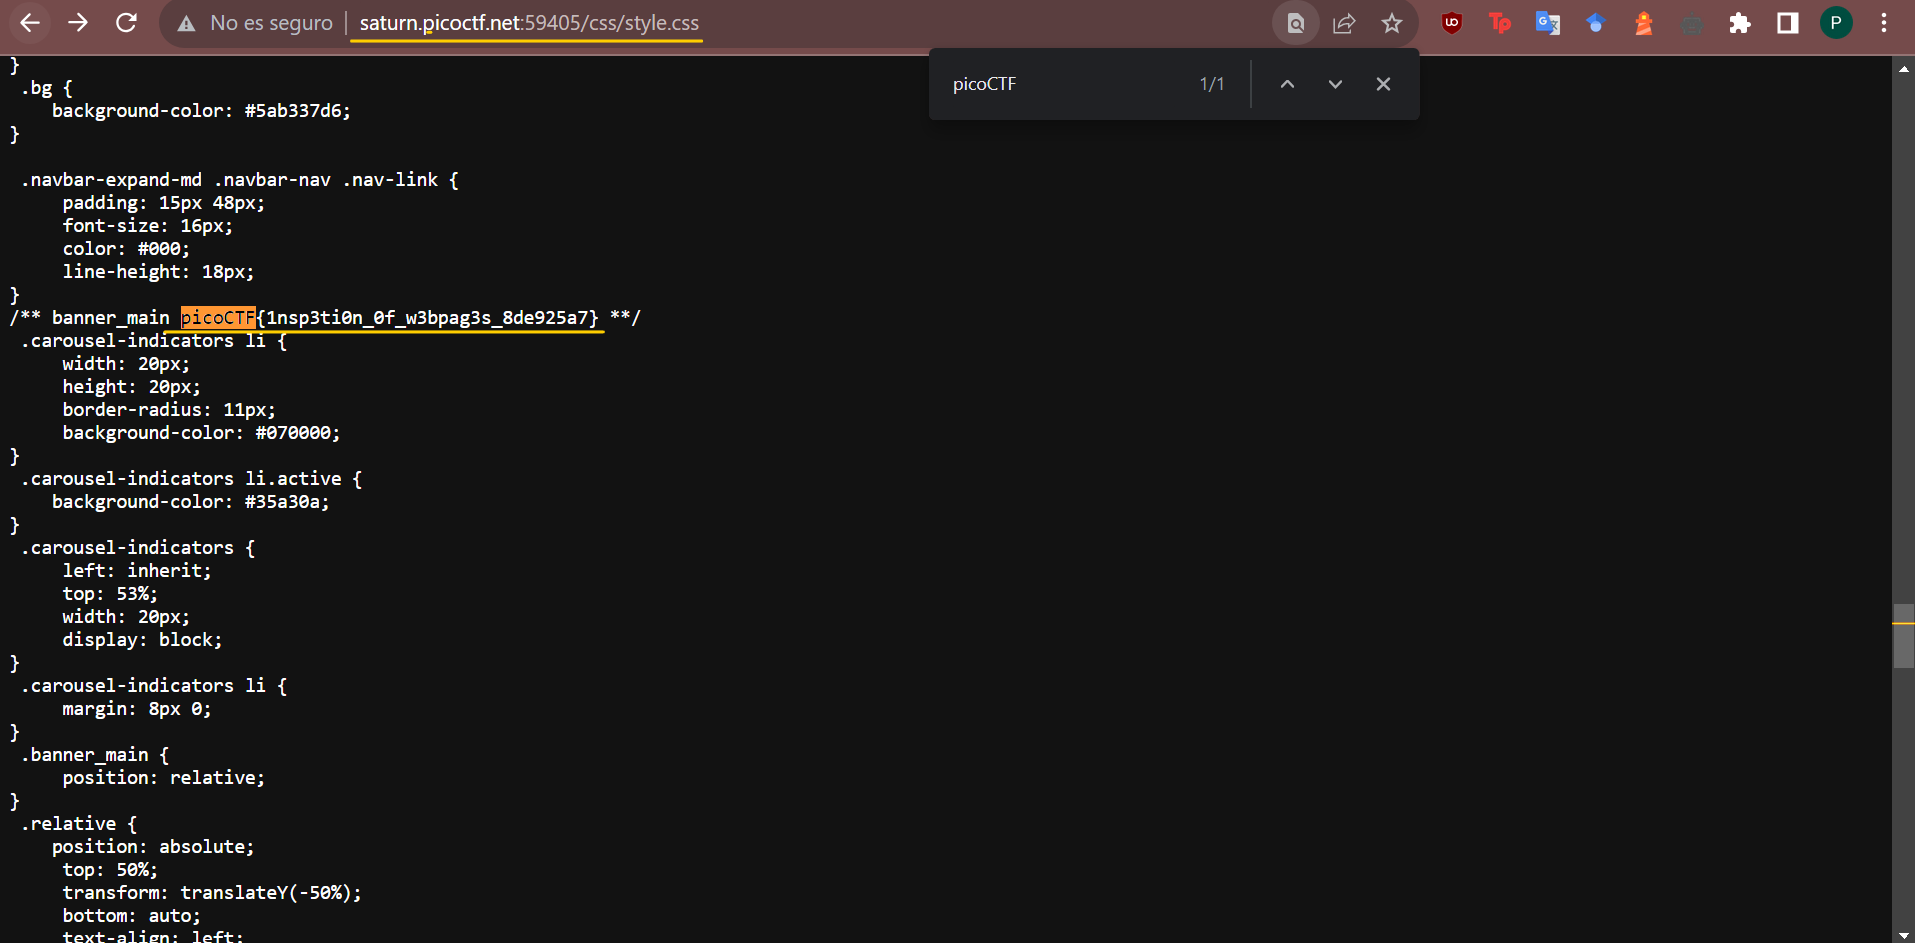 No es seguro | saturn.picoctf.net:59405/css/style.css
picoCTF 1/1
}
.bg {
background-color: #5ab337d6;
}
.navbar-expand-md .navbar-nav .nav-link {
padding: 15px 48px;
font-size: 16px;
color: #000;
line-height: 18px;
}
/** banner_main picoCTF{1nsp3ti0n_0f_w3bpag3s_8de925a7} **/
.carousel-indicators li {
width: 20px;
height: 20px;
border-radius: 11px;
background-color: #070000;
}
.carousel-indicators li.active {
background-color: #35a30a;
}
.carousel-indicators {
left: inherit;
top: 53%;
width: 20px;
display: block;
}
.carousel-indicators li {
margin: 8px 0;
}
.banner_main {
position: relative;
}
.relative {
position: absolute;
top: 50%;
transform: translateY(-50%);
bottom: auto;
text-align: left;